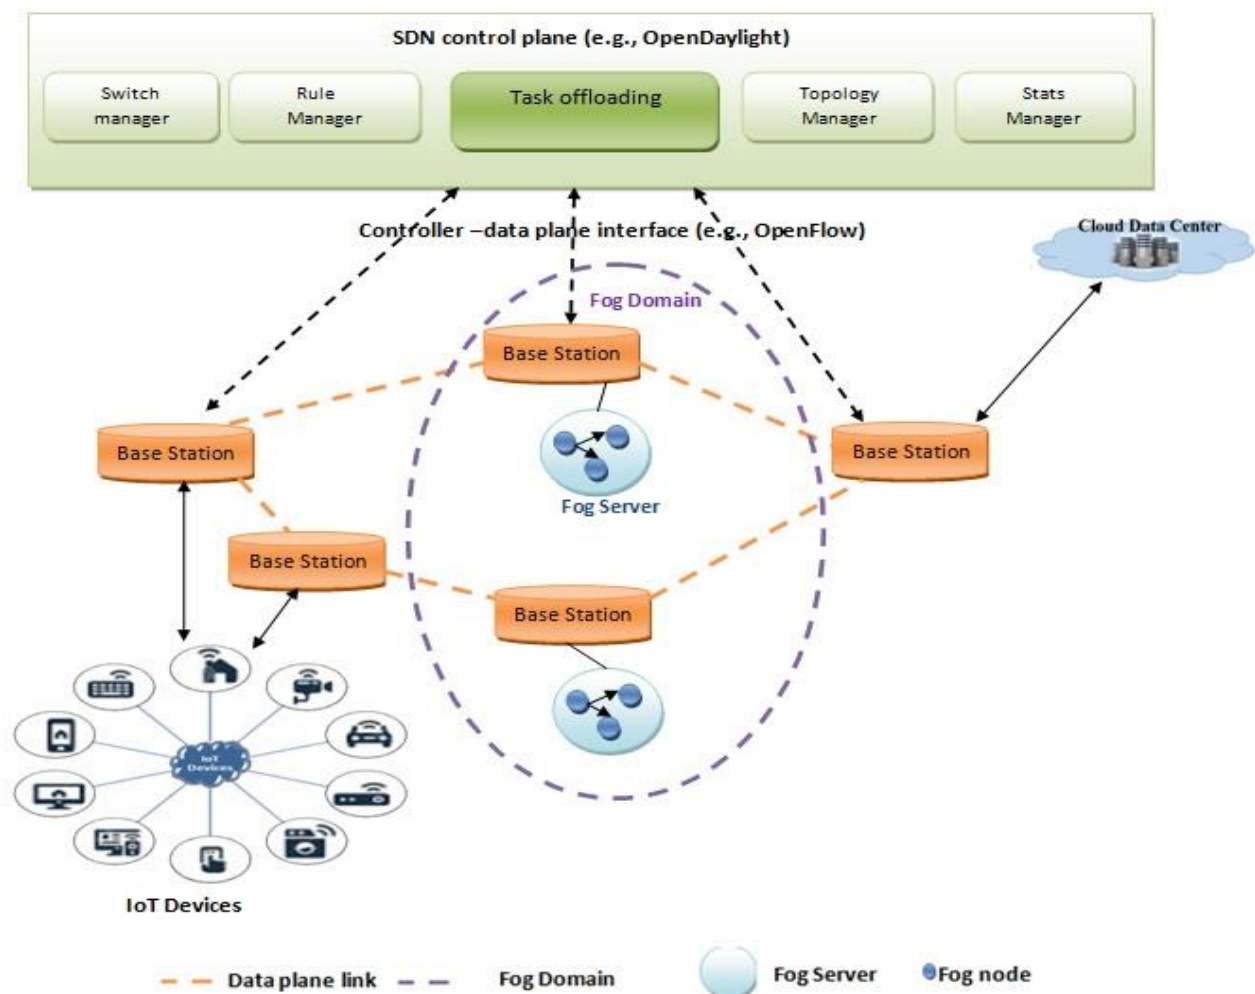 SDN control plane (e.g., OpenDaylight)
Switch
manager
Rule
Manager
Task offloading
Topology
Manager
Stats
Manager
Controller –data plane interface (e.g., OpenFlow)
Cloud Data Center
Fog Domain
Base Station
Base Station
Base Station
Fog Server
Base Station
Base Station
IoT
Devices
IoT Devices
Data plane link
Fog Domain
Fog Server
Fog node